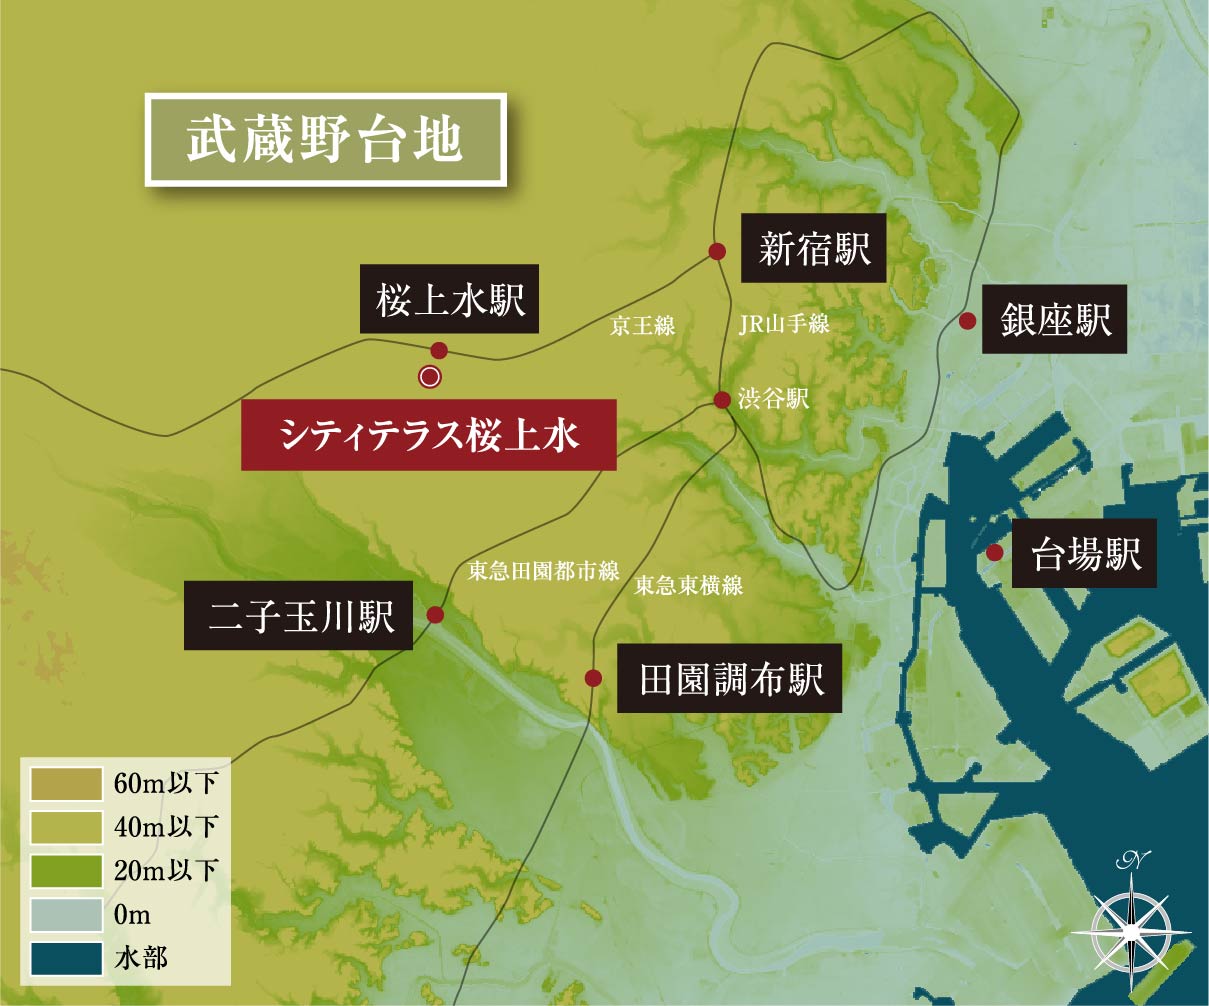 武蔵野台地
新宿駅
桜上水駅
銀座駅
京王線
JR山手線
渋谷駅
シティテラス桜上水
台場駅
東急田園都市線
東急東横線
二子玉川駅
田園調布駅
60m以下
40m以下
20m以下
0m
水部
N